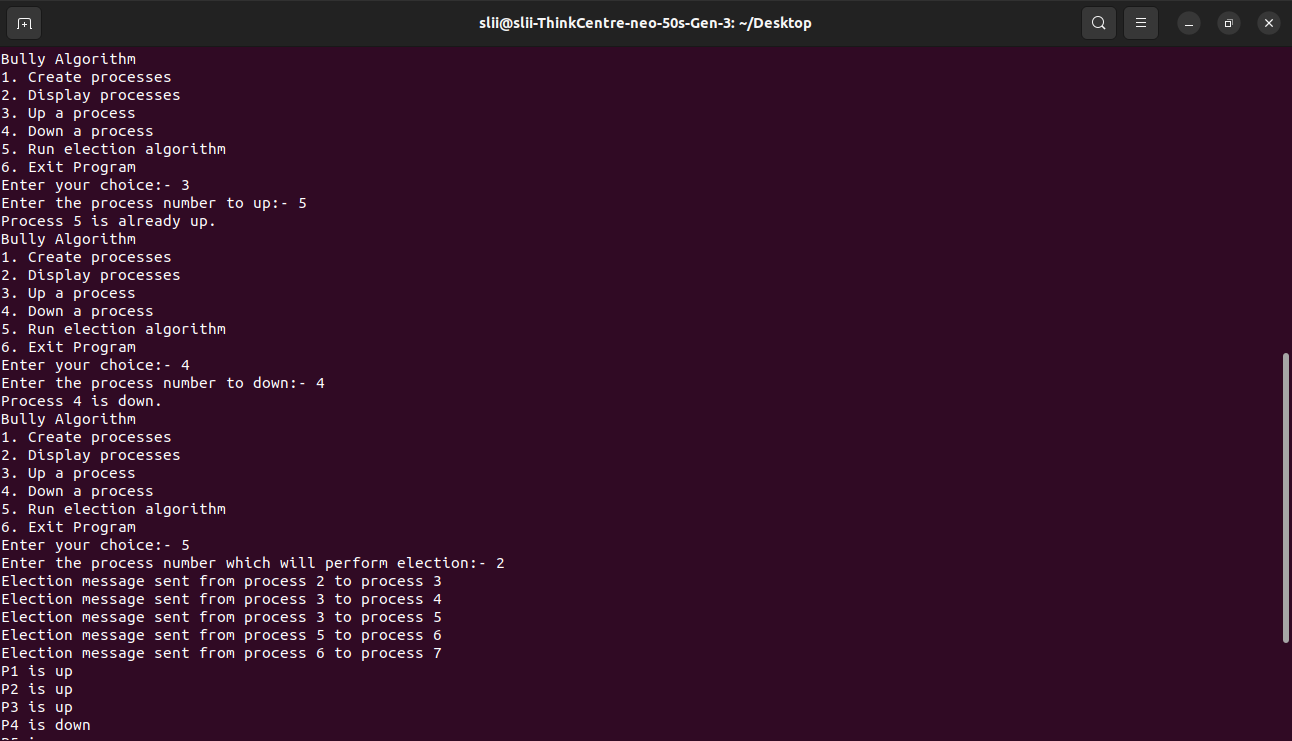 slii@slii-ThinkCentre-neo-50s-Gen-3: ~/Desktop
Bully Algorithm
1. Create processes
2. Display processes
3. Up a process
4. Down a process
5. Run election algorithm
6. Exit Program
Enter your choice:- 3
Enter the process number to up:- 5
Process 5 is already up.
Bully Algorithm
1. Create processes
2. Display processes
3. Up a process
4. Down a process
5. Run election algorithm
6. Exit Program
Enter your choice:- 4
Enter the process number to down:- 4
Process 4 is down.
Bully Algorithm
1. Create processes
2. Display processes
3. Up a process
4. Down a process
5. Run election algorithm
6. Exit Program
Enter your choice:- 5
Enter the process number which will perform election:- 2
Election message sent from process 2 to process 3
Election message sent from process 3 to process 4
Election message sent from process 3 to process 5
Election message sent from process 5 to process 6
Election message sent from process 6 to process 7
P1 is up
P2 is up
P3 is up
P4 is down